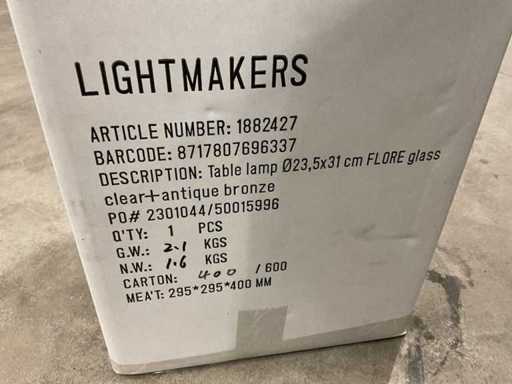 LIGHTMAKERS
ARTICLE NUMBER: 1882427
BARCODE: 8717807696337
DESCRIPTION: Table lamp Ø23,5x31 cm FLORE glass
clear+antique bronze
PO# 2301044/50015996
Q'TY: 1 PCS
G.W.: 2.1 KGS
N.W.: 1.6 KGS
CARTON: 400 /600
MEA'T: 295*295*400 MM